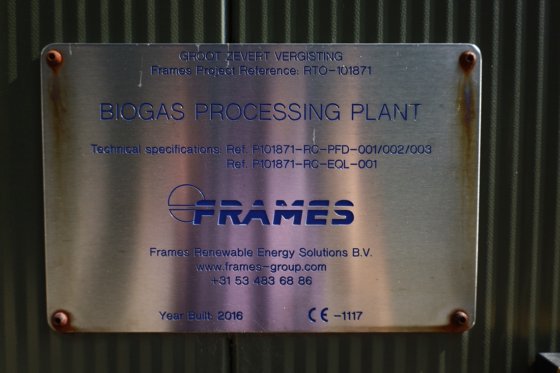 GROOT ZEVERT VERGISTING
Frames Project Reference: RTO-101871
BIOGAS PROCESSING PLANT
Technical specifications: Ref. P101871-RC-PFD-001/002/003
Ref. P101871-RC-EQL-001
FRAMES
Frames Renewable Energy Solutions B.V.
www.frames-group.com
+31 53 483 68 86
Year Built: 2016 CE -1117